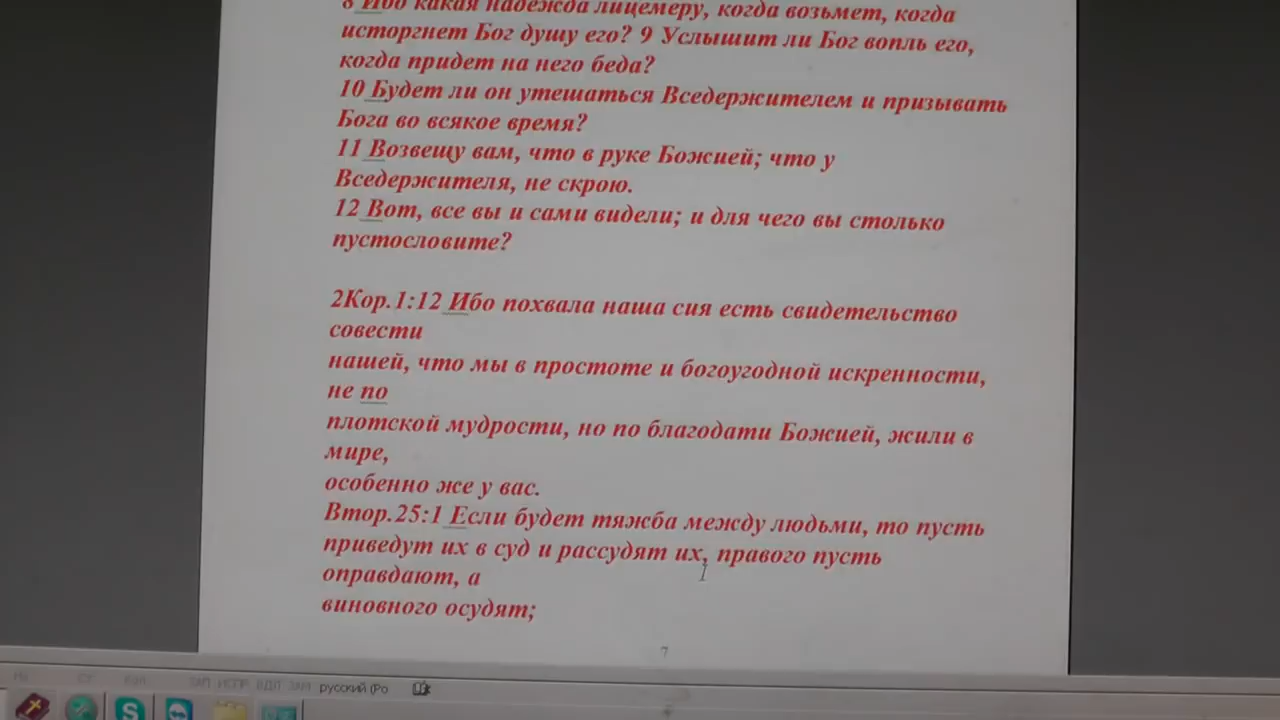 8 Ибо какая надежда лицемеру, когда возьмет, когда
исторгнет Бог душу его? 9 Услышит ли Бог вопль его,
когда придет на него беда?
10 Будет ли он утешаться Вседержителем и призывать
Бога во всякое время?
11 Возвещу вам, что в руке Божией; что у
Вседержителя, не скрою.
12 Вот, все вы и сами видели; и для чего вы столько
пустословите?
2Кор.1:12 Ибо похвала наша сия есть свидетельство
совести
нашей, что мы в простоте и богоугодной искренности,
не по
плотской мудрости, но по благодати Божией, жили в
мире,
особенно же у вас.
Втор.25:1 Если будет тяжба между людьми, то пусть
приведут их в суд и рассудят их, правого пусть
оправдают, а
виновного осудят;
7
ЗАП ИСПР ВДЛ ЗАМ русский (Ро